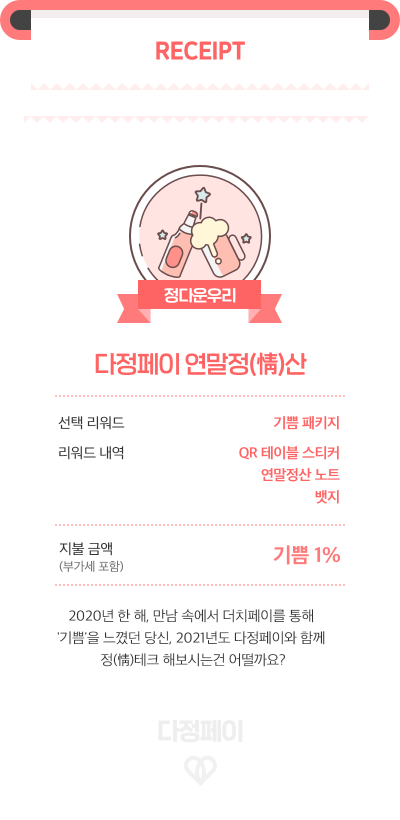 RECEIPT
정다운우리
다정페이 연말정(情)산
선택 리워드 기쁨 패키지
리워드 내역 QR 테이블 스티커
연말정산 노트
뱃지
지불 금액
(부가세 포함) 기쁨 1%
2020년 한 해, 만남 속에서 더치페이를 통해
'기쁨'을 느꼈던 당신, 2021년도 다정페이와 함께
정(情)테크 해보시는건 어떨까요?
다정페이